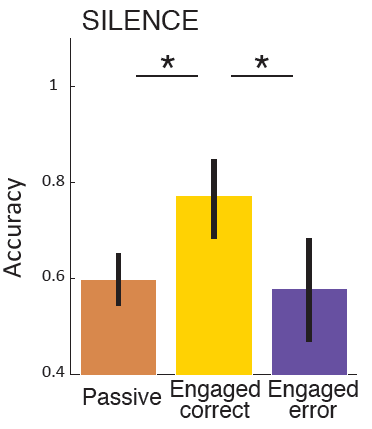 SILENCE
* *
1
0.8
0.6
0.4
Accuracy
Passive
Engaged
correct
Engaged
error